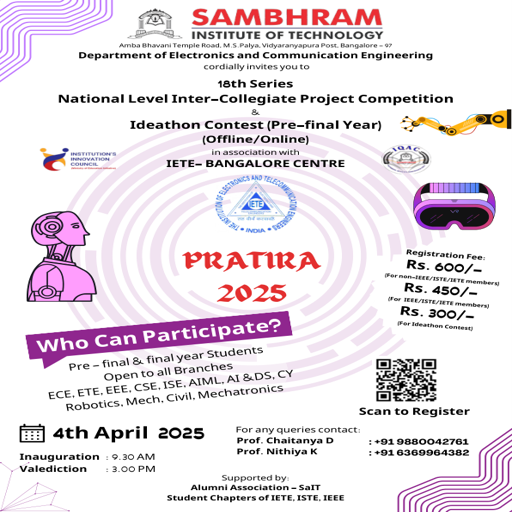 SAMBHRAM
INSTITUTE OF TECHNOLOGY
Amba Bhavani Temple Road, M.S. Palya, Vidyaranyapura Post, Bangalore – 97
Department of Electronics and Communication Engineering
cordially invites you to
18th Series
National Level Inter-Collegiate Project Competition
&
Ideathon Contest (Pre-final Year)
(Offline/Online)
in association with
IETE- BANGALORE CENTRE
INSTITUTION'S
INNOVATION
COUNCIL
IQAC
THE INSTITUTION OF ELECTRONICS AND TELECOMMUNICATION ENGINEERS
IETE
• INDIA •
VR
PRATIRA
2025
Registration Fee:
Rs. 600/-
(For non-IEEE/ISTE/IETE members)
Rs. 450/-
(For IEEE/ISTE/IETE members)
Rs. 300/-
(For Ideathon Contest)
Who Can Participate?
Pre - final & final year Students
Open to all Branches
ECE, ETE, EEE, CSE, ISE, AIML, AI &DS, CY
Robotics, Mech, Civil, Mechatronics
Scan to Register
4th April 2025
Inauguration : 9.30 AM
Valediction : 3.00 PM
For any queries contact:
Prof. Chaitanya D : +91 9880042761
Prof. Nithiya K : +91 6369964382
Supported by:
Alumni Association - SaIT
Student Chapters of IETE, ISTE, IEEE